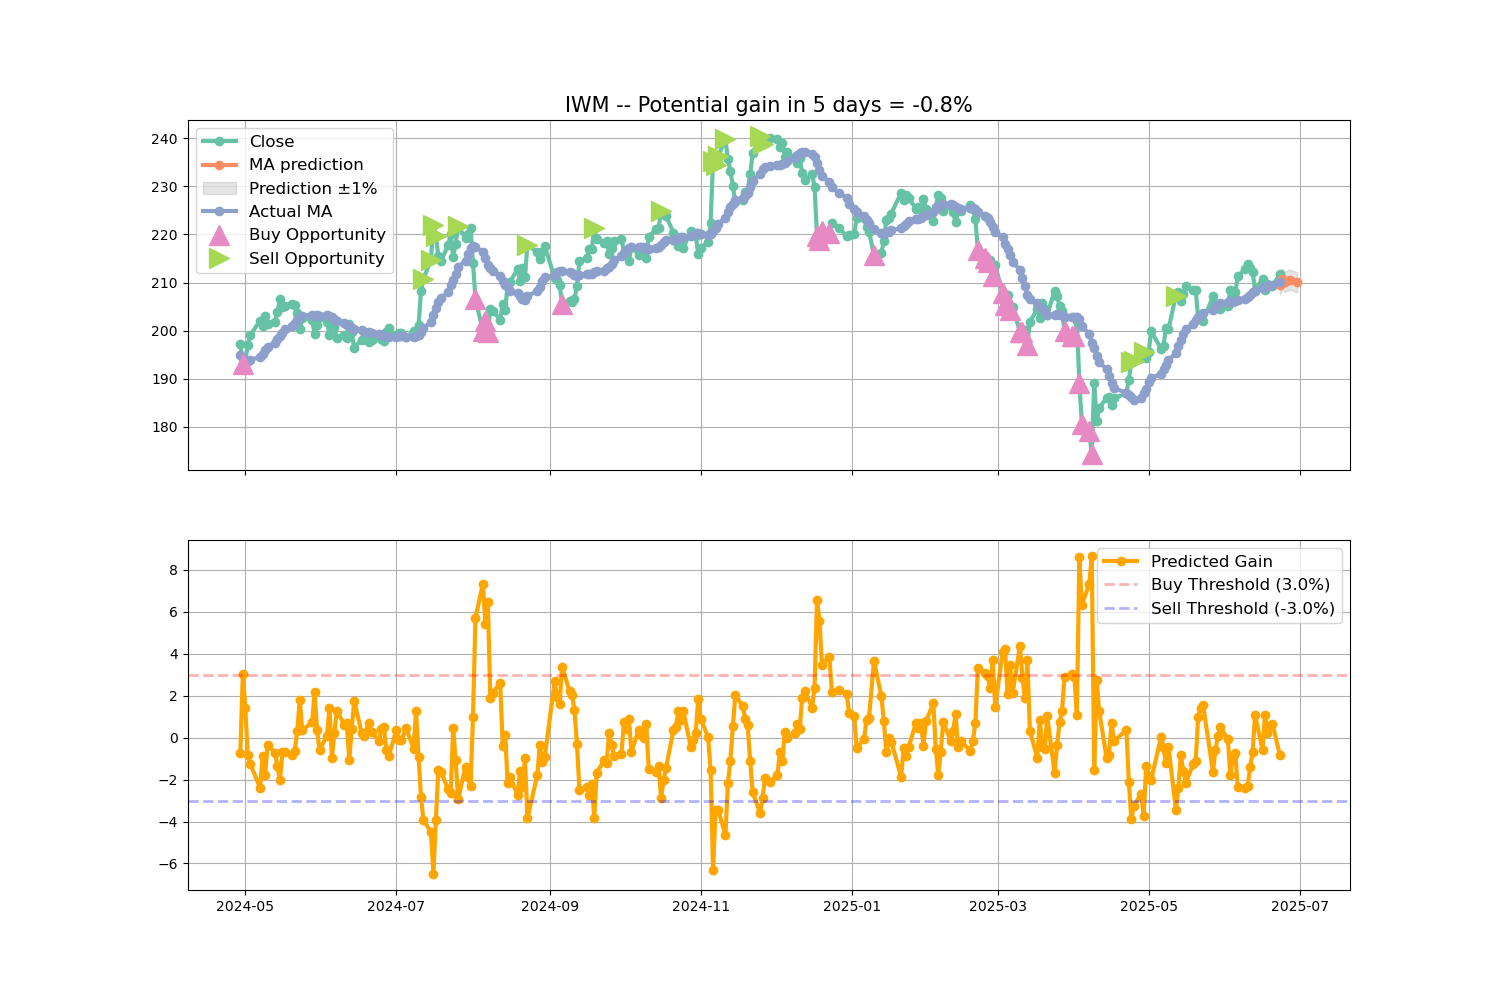 IWM -- Potential gain in 5 days = -0.8%
240
230
220
210
200
190
180
Close
MA prediction
Prediction ±1%
Actual MA
Buy Opportunity
Sell Opportunity
8
6
4
2
0
−2
−4
−6
Predicted Gain
Buy Threshold (3.0%)
Sell Threshold (-3.0%)
2024-05 2024-07 2024-09 2024-11 2025-01 2025-03 2025-05 2025-07